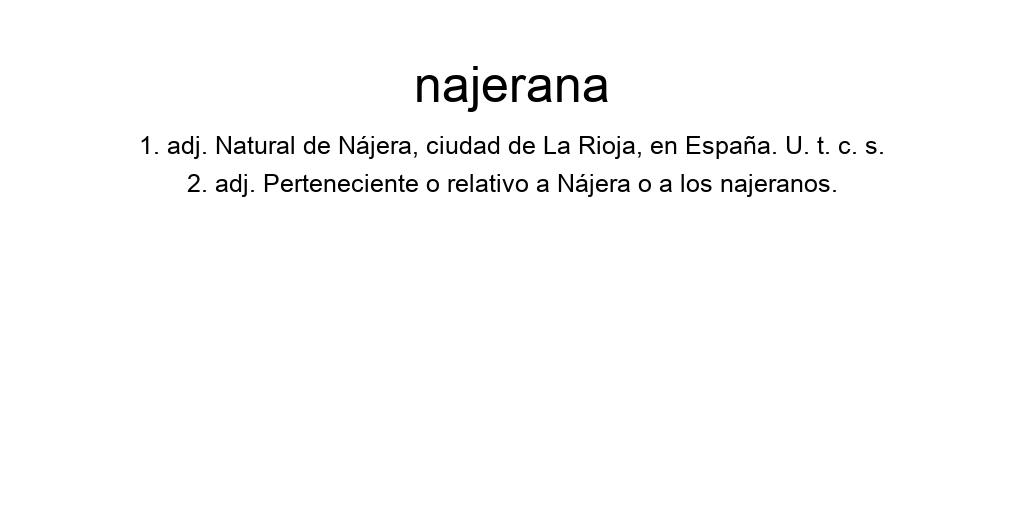 najerana
1. adj. Natural de Nájera, ciudad de La Rioja, en España. U. t. c. s.
2. adj. Perteneciente o relativo a Nájera o a los najeranos.